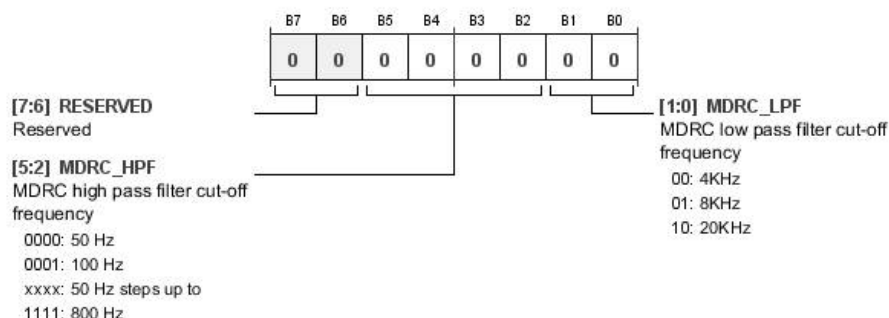 B7 B6 B5 B4 B3 B2 B1 B0
0 0 0 0 0 0 0 0
[7:6] RESERVED
Reserved
[5:2] MDRC_HPF
MDRC high pass filter cut-off
frequency
0000: 50 Hz
0001: 100 Hz
xxxx: 50 Hz steps up to
1111: 800 Hz
[1:0] MDRC_LPF
MDRC low pass filter cut-off
frequency
00: 4KHz
01: 8KHz
10: 20KHz